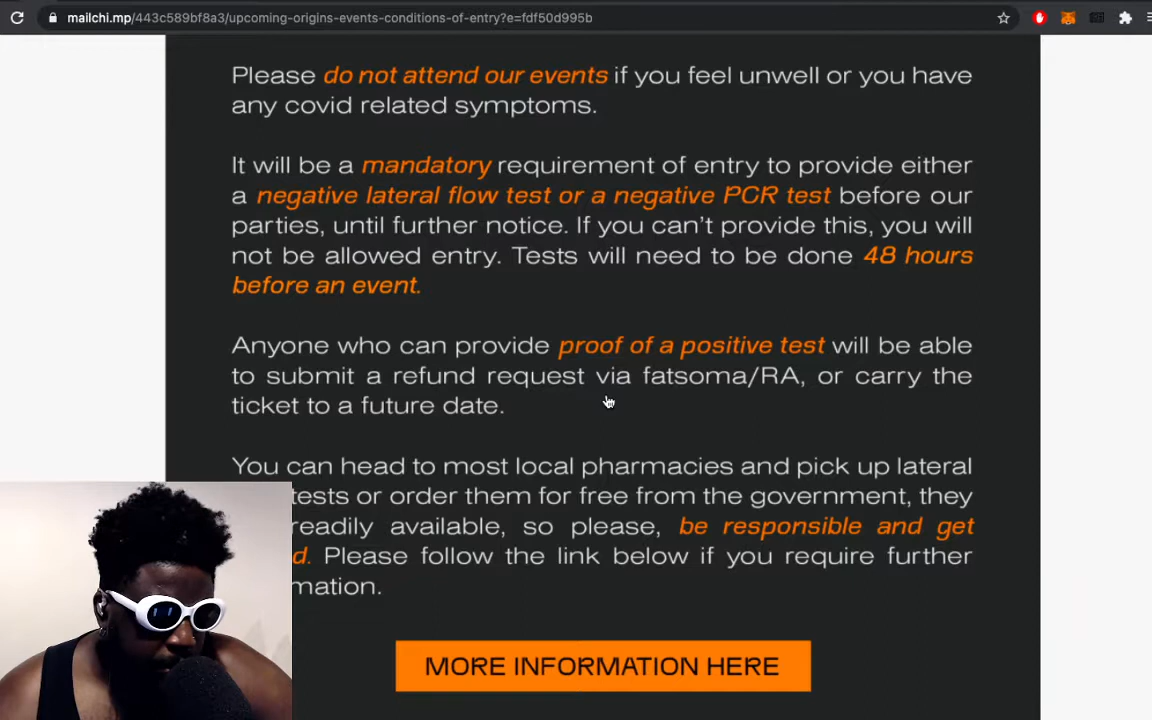 mailchi.mp/443c589bf8a3/upcoming-origins-events-conditions-of-entry?e=fdf50d995b
Please do not attend our events if you feel unwell or you have
any covid related symptoms.
It will be a mandatory requirement of entry to provide either
a negative lateral flow test or a negative PCR test before our
parties, until further notice. If you can't provide this, you will
not be allowed entry. Tests will need to be done 48 hours
before an event.
Anyone who can provide proof of a positive test will be able
to submit a refund request via fatsoma/RA, or carry the
ticket to a future date.
You can head to most local pharmacies and pick up lateral
tests or order them for free from the government, they
readily available, so please, be responsible and get
d. Please follow the link below if you require further
mation.
MORE INFORMATION HERE